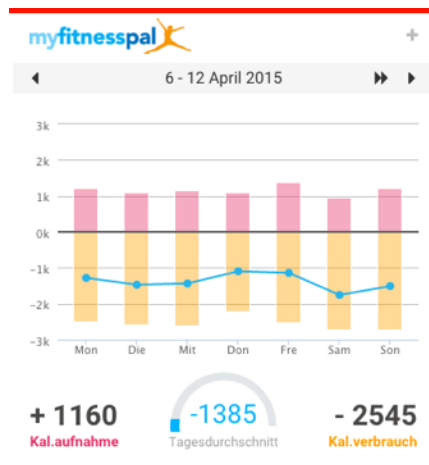 myfitnesspal
6 - 12 April 2015
3k
2k
1k
0k
-1k
-2k
-3k
Mon Die Mit Don Fre Sam Son
+ 1160 -1385 - 2545
Kal.aufnahme Tagesdurchschnitt Kal.verbrauch